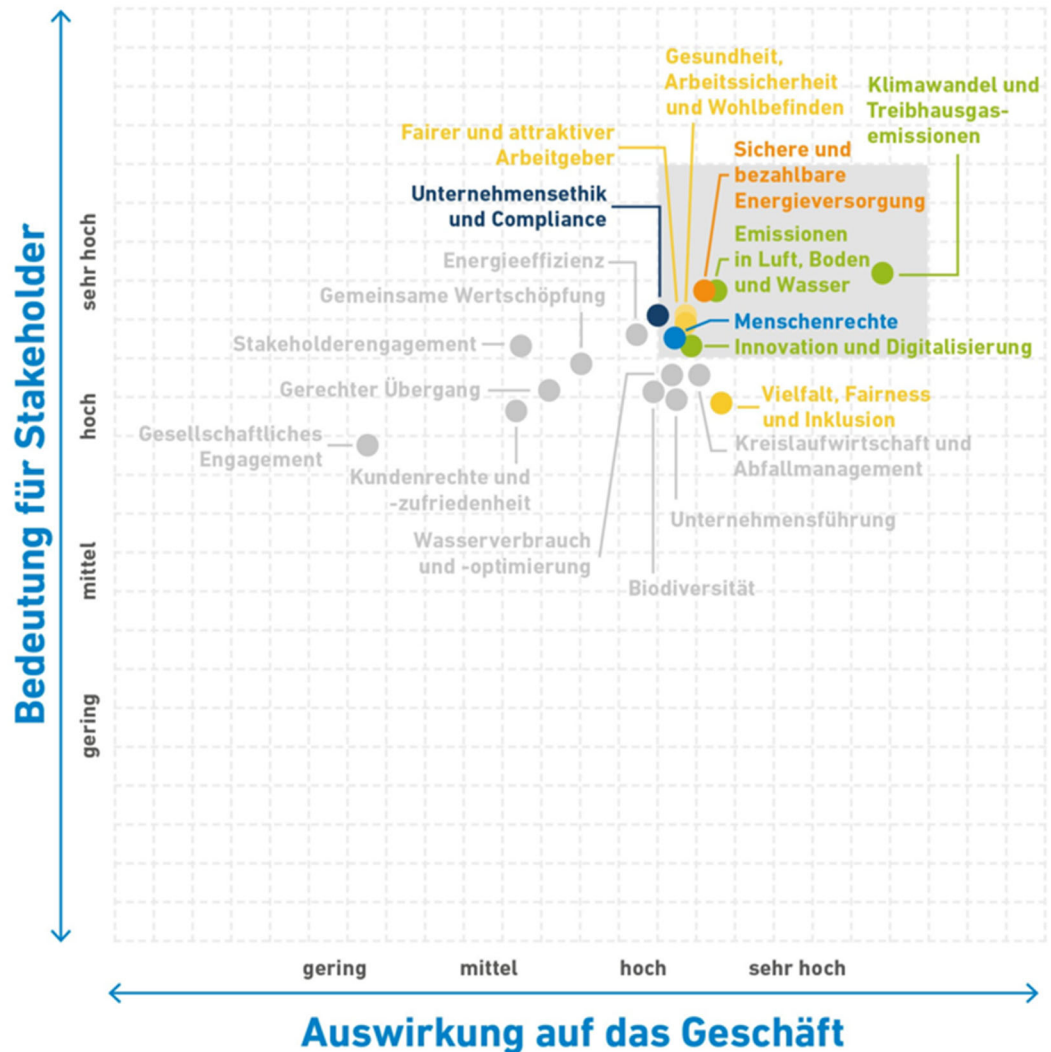 Gesundheit,
Arbeitssicherheit
und Wohlbefinden
Klimawandel und
Treibhausgas-
emissionen
Fairer und attraktiver
Arbeitgeber
Sichere und
bezahlbare
Energieversorgung
Unternehmensethik
und Compliance
Emissionen
in Luft, Boden
und Wasser
Energieeffizienz
Gemeinsame Wertschöpfung
Menschenrechte
Stakeholderengagement
Innovation und Digitalisierung
Gerechter Übergang
Vielfalt, Fairness
und Inklusion
Gesellschaftliches
Engagement
Kreislaufwirtschaft und
Abfallmanagement
Kundenrechte und
-zufriedenheit
Unternehmensführung
Wasserverbrauch
und -optimierung
Biodiversität
Bedeutung für Stakeholder
sehr hoch
hoch
mittel
gering
gering
mittel
hoch
sehr hoch
Auswirkung auf das Geschäft